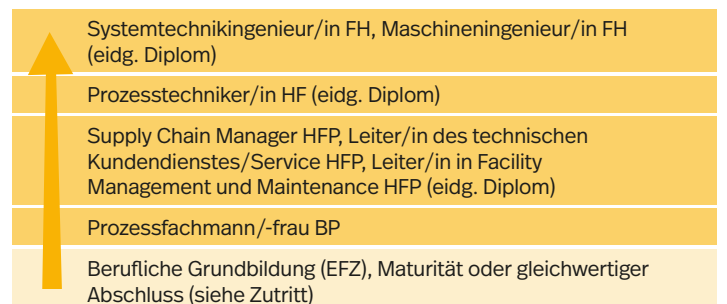 Systemtechnikingenieur/in FH, Maschineningenieur/in FH
(eidg. Diplom)
Prozesstechniker/in HF (eidg. Diplom)
Supply Chain Manager HFP, Leiter/in des technischen
Kundendienstes/Service HFP, Leiter/in in Facility
Management und Maintenance HFP (eidg. Diplom)
Prozessfachmann/-frau BP
Berufliche Grundbildung (EFZ), Maturität oder gleichwertiger
Abschluss (siehe Zutritt)